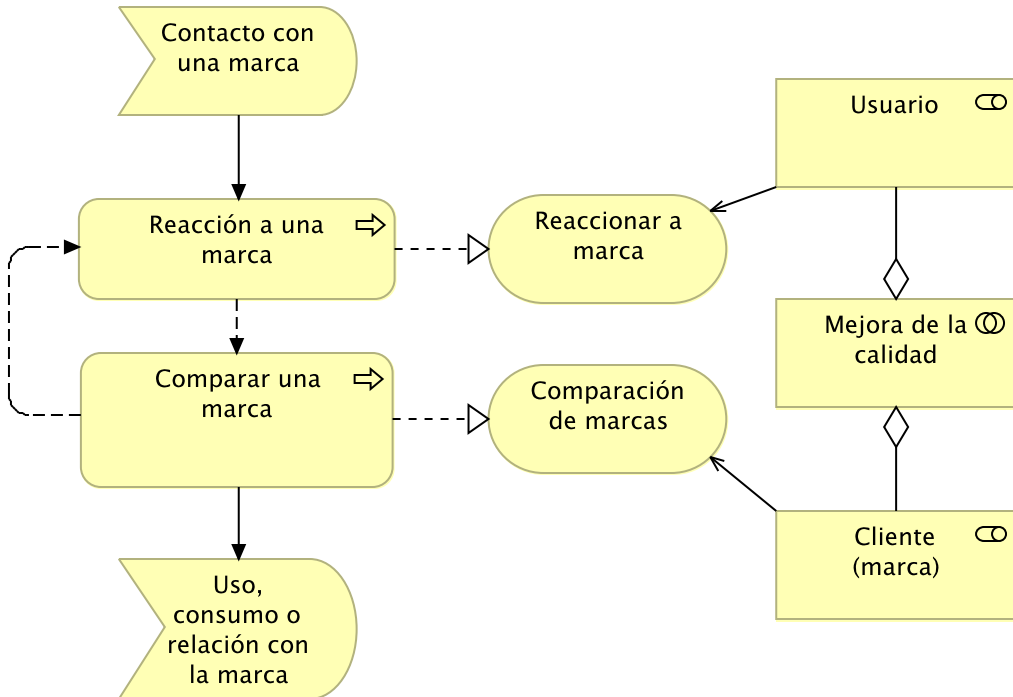 Contacto con
una marca
Usuario
Reacción a una
marca
Reaccionar a
marca
Mejora de la
calidad
Comparar una
marca
Comparación
de marcas
Cliente
(marca)
Uso,
consumo o
relación con
la marca